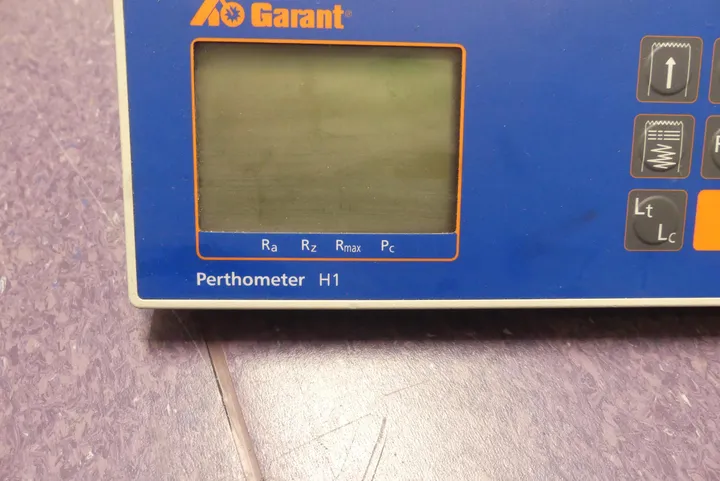 Garant®
Ra Rz Rmax Pc
Perthometer H1
Lt
Lc